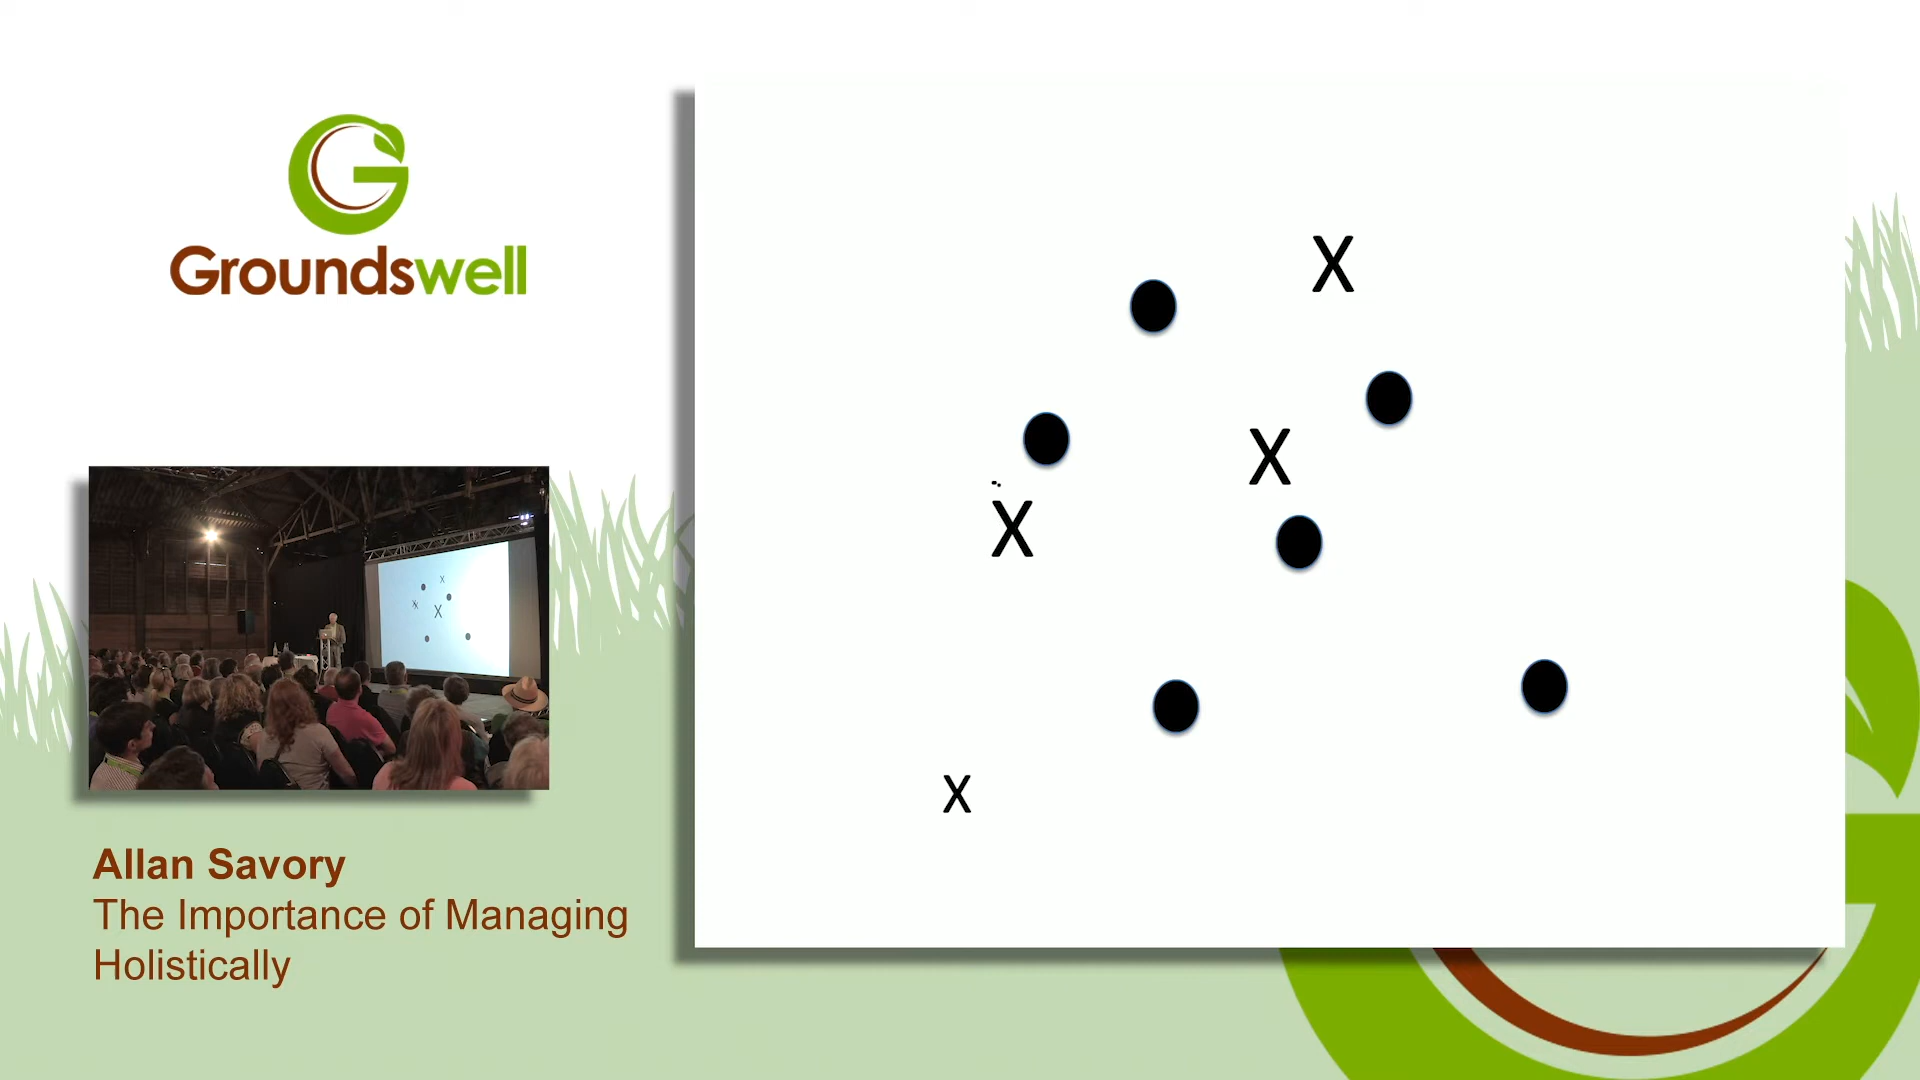 Groundswell
X
X
X
X
Allan Savory
The Importance of Managing
Holistically